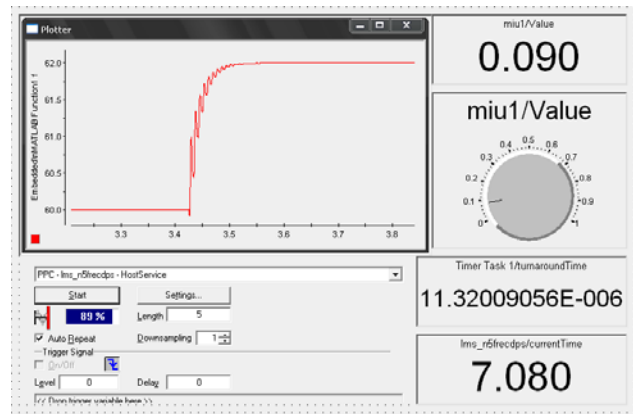 Plotter
62.0
61.5
61.0
60.5
60.0
3.3 3.4 3.5 3.6 3.7 3.8
miu1/Value
0.090
miu1/Value
0 0.1 0.2 0.3 0.4 0.5 0.6 0.7 0.8 0.9 1
PPC - lms_n5frecdps - HostService
Start Settings...
89 % Length 5
Auto Repeat Downsampling 1
Trigger Signal
On/Off
Level 0 Delay 0
<< Drop trigger variable here >>
Timer Task 1/turnaroundTime
11.32009056E-006
lms_n5frecdps/currentTime
7.080